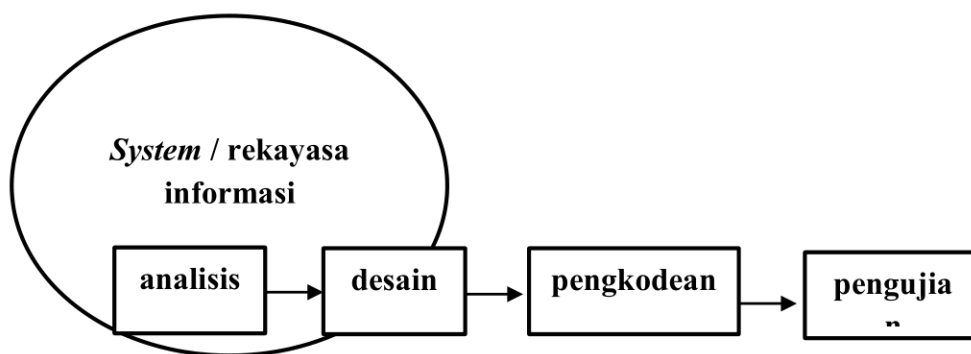 System / rekayasa
informasi
analisis
desain
pengkodean
pengujia
n